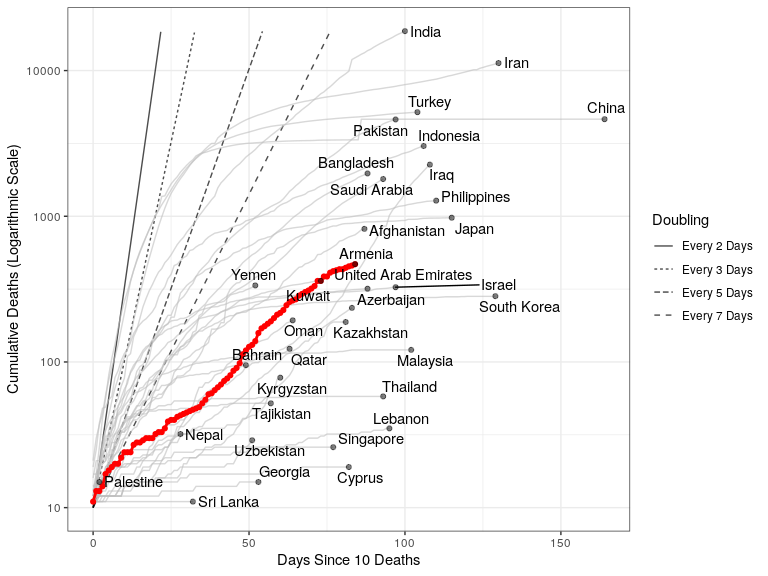 India
Iran
Turkey
China
Pakistan
Indonesia
Bangladesh
Iraq
Saudi Arabia
Philippines
Afghanistan
Japan
Armenia
Yemen
United Arab Emirates
Israel
Kuwait
Azerbaijan
South Korea
Oman
Kazakhstan
Bahrain
Qatar
Malaysia
Kyrgyzstan
Thailand
Tajikistan
Lebanon
Nepal
Singapore
Uzbekistan
Georgia
Cyprus
Palestine
Sri Lanka
10000
1000
100
10
0
50
100
150
Days Since 10 Deaths
Cumulative Deaths (Logarithmic Scale)
Doubling
Every 2 Days
Every 3 Days
Every 5 Days
Every 7 Days